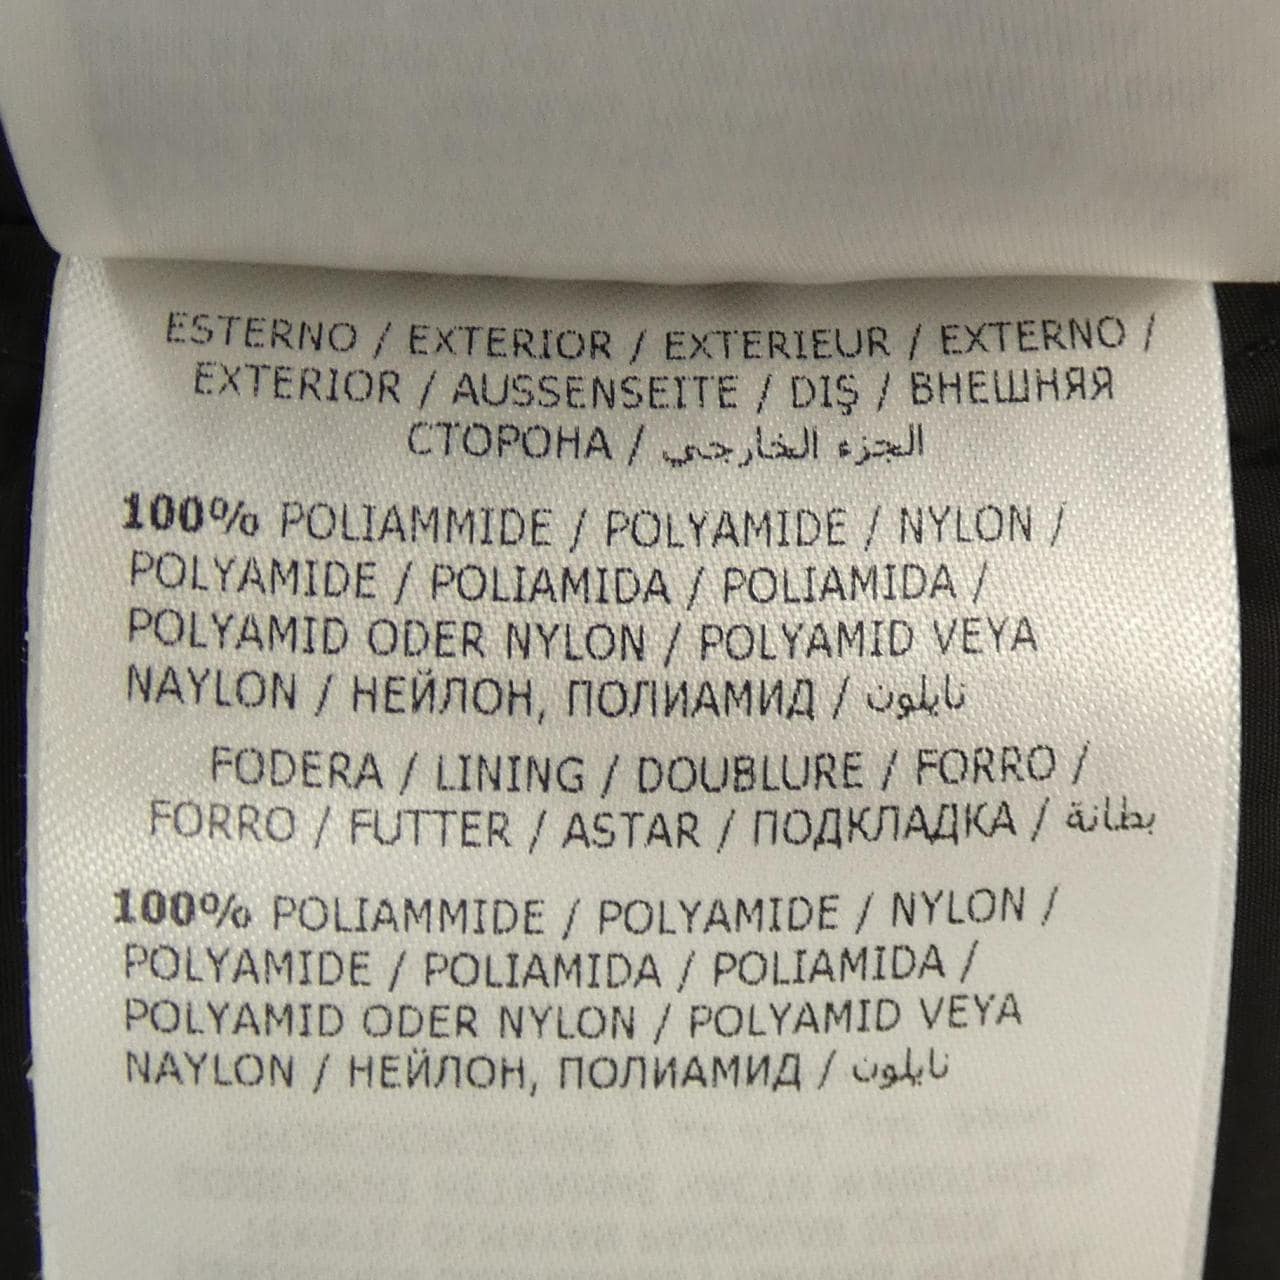 ESTERNO / EXTERIOR / EXTERIEUR / EXTERNO /
EXTERIOR / AUSSENSEITE / DIŞ / ВНЕШНЯЯ
СТОРОНА / الجزء الخارجي
100% POLIAMMIDE / POLYAMIDE / NYLON /
POLYAMIDE / POLIAMIDA / POLIAMIDA /
POLYAMID ODER NYLON / POLYAMID VEYA
NAYLON / НЕЙЛОН, ПОЛИАМИД / نايلون
FODERA / LINING / DOUBLURE / FORRO /
FORRO / FUTTER / ASTAR / ПОДКЛАДКА / بطانة
100% POLIAMMIDE / POLYAMIDE / NYLON /
POLYAMIDE / POLIAMIDA / POLIAMIDA /
POLYAMID ODER NYLON / POLYAMID VEYA
NAYLON / НЕЙЛОН, ПОЛИАМИД / نايلون